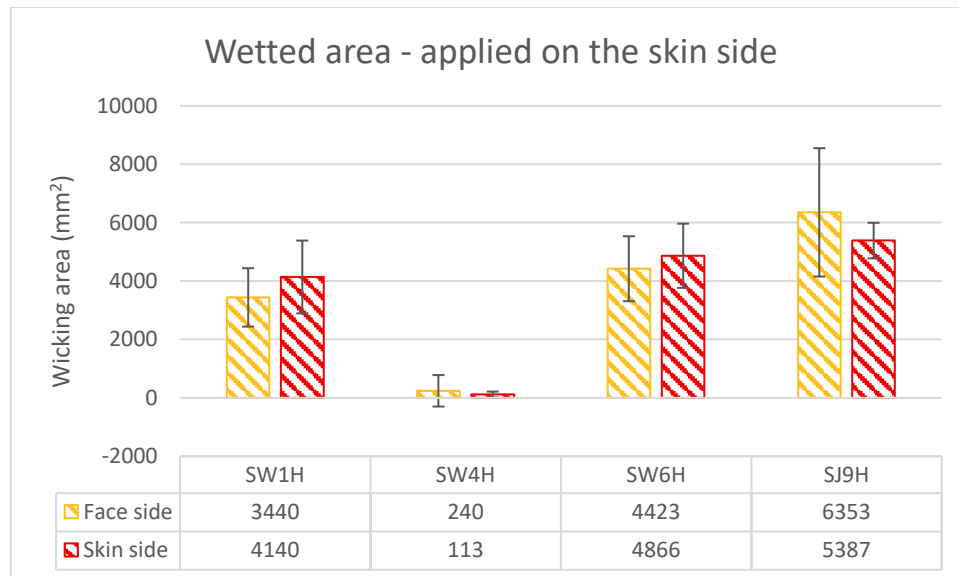 Wetted area - applied on the skin side
10000
8000
6000
4000
2000
0
-2000
Wicking area (mm²)
SW1H SW4H SW6H SJ9H
Face side 3440 240 4423 6353
Skin side 4140 113 4866 5387